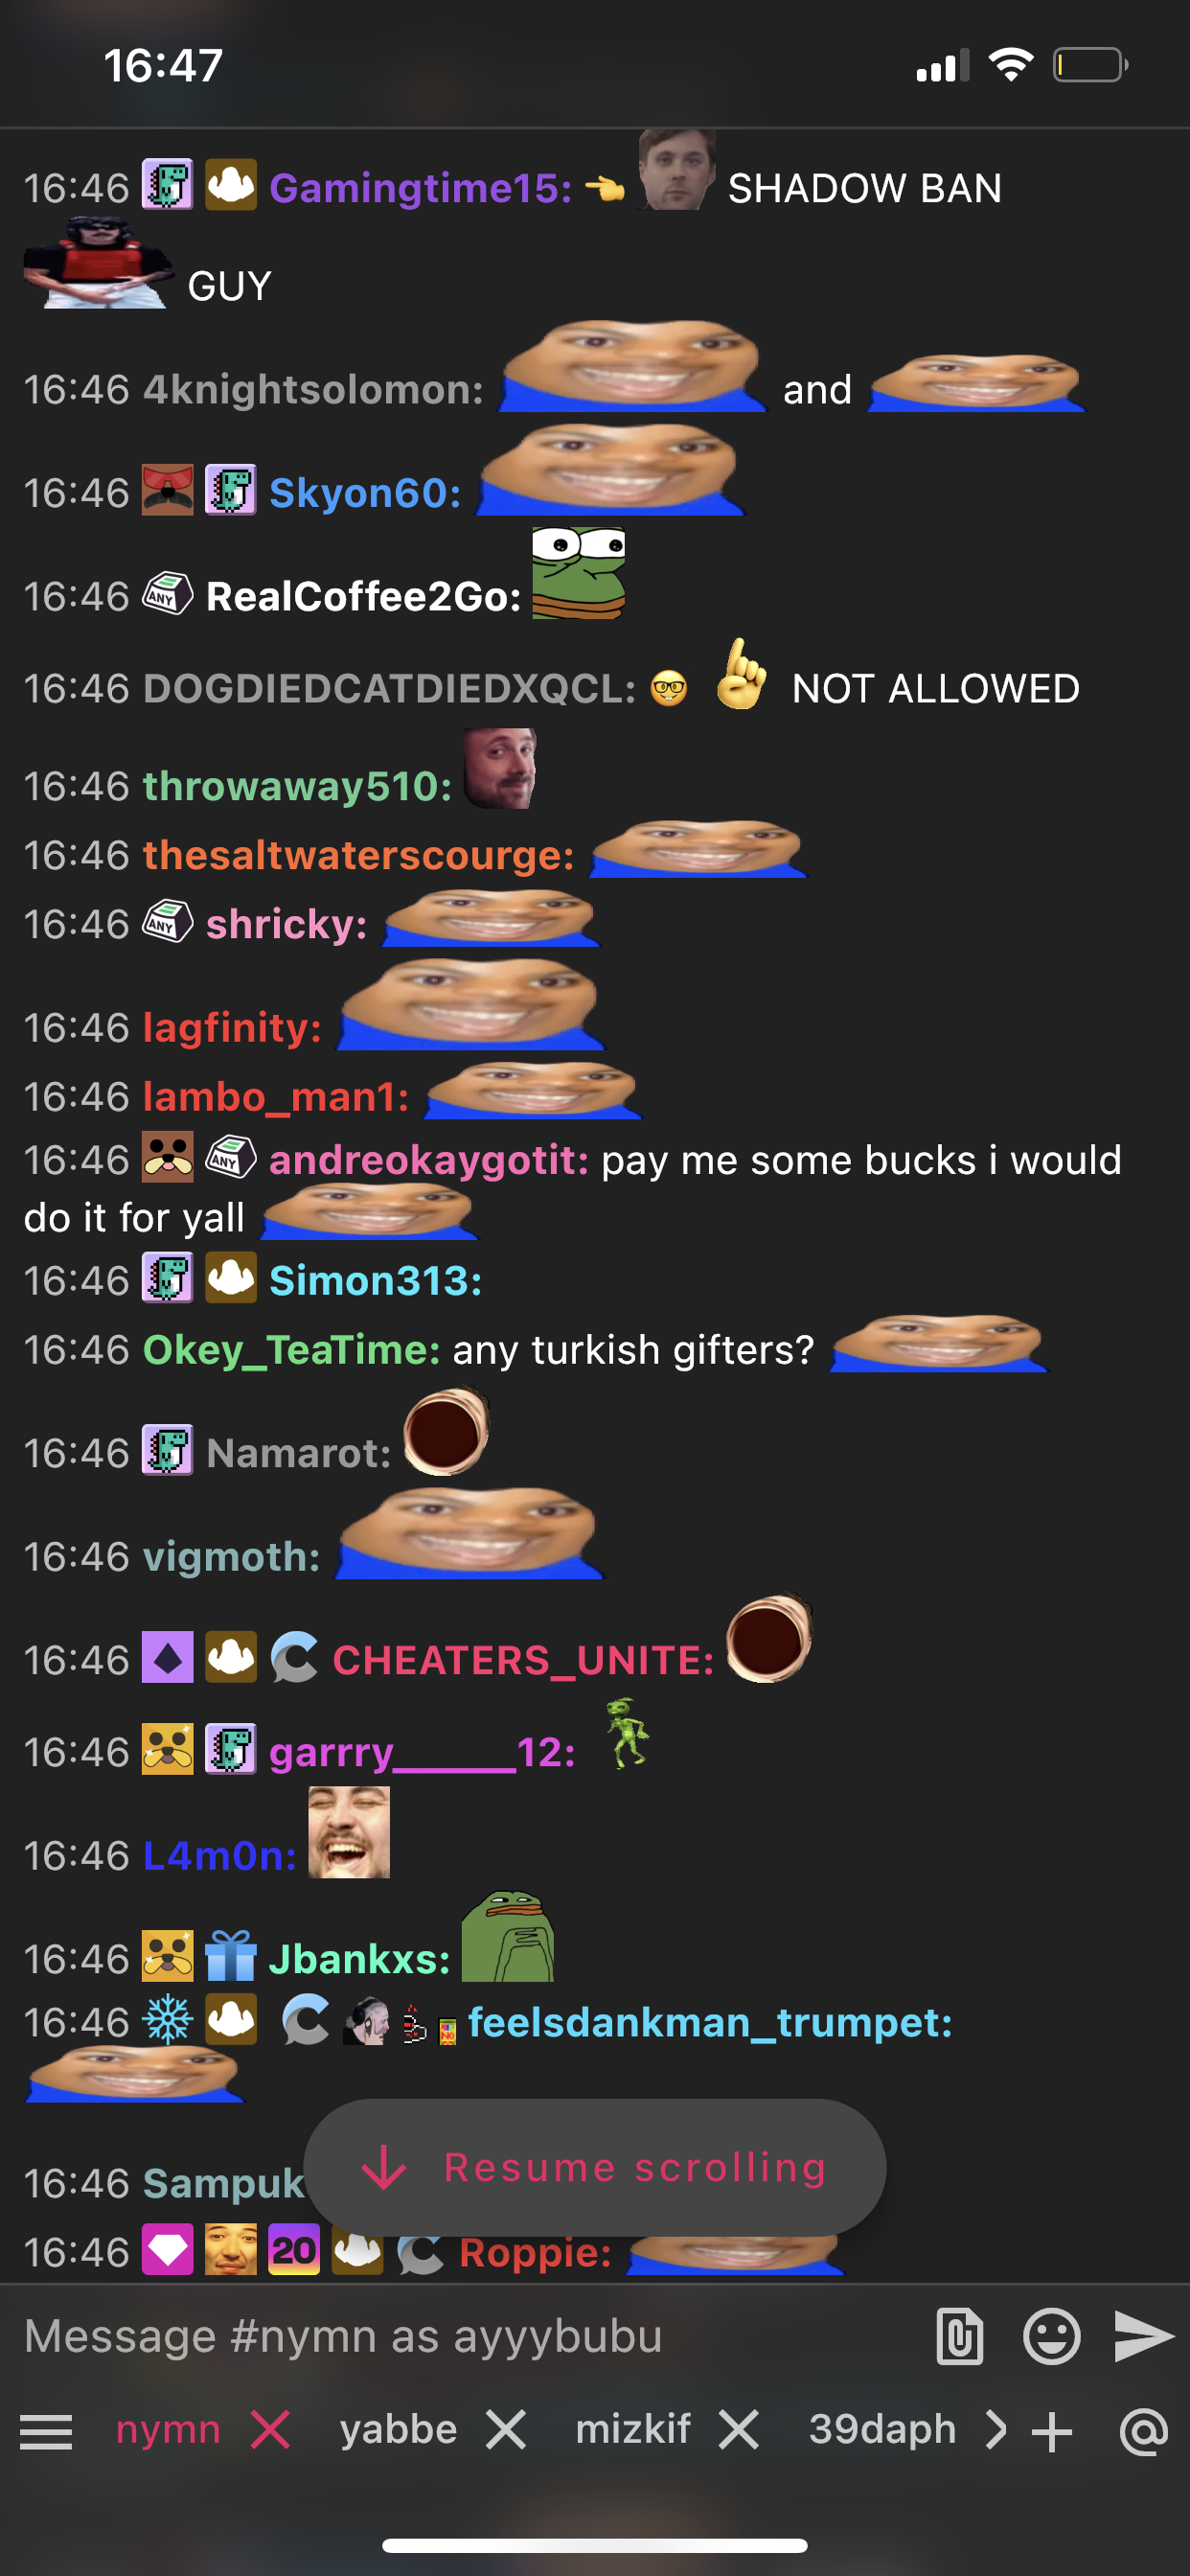 16:47
16:46 Gamingtime15: SHADOW BAN
GUY
16:46 4knightsolomon: and
16:46 Skyon60:
16:46 ANY RealCoffee2Go:
16:46 DOGDIEDCATDIEDXQCL: NOT ALLOWED
16:46 throwaway510:
16:46 thesaltwaterscourge:
16:46 ANY shricky:
16:46 lagfinity:
16:46 lambo_man1:
16:46 ANY andreokaygotit: pay me some bucks i would
do it for yall
16:46 Simon313:
16:46 Okey_TeaTime: any turkish gifters?
16:46 Namarot:
16:46 vigmoth:
16:46 CHEATERS_UNITE:
16:46 garrry______12:
16:46 L4m0n:
16:46 Jbankxs:
16:46 feelsdankman_trumpet:
16:46 Sampuk
Resume scrolling
16:46 20 Roppie:
Message #nymn as ayyybubu
nymn yabbe mizkif 39daph